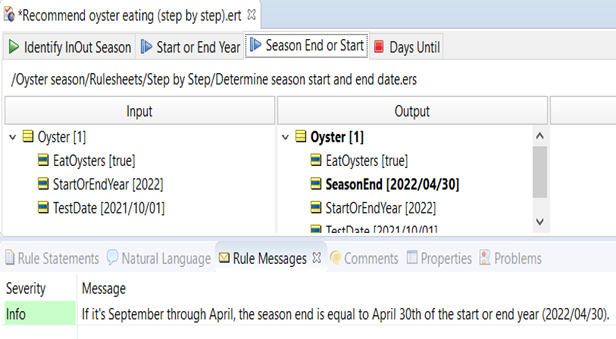 *Recommend oyster eating (step by step).ert
Identify InOut Season Start or End Year Season End or Start Days Until
/Oyster season/Rulesheets/Step by Step/Determine season start and end date.ers
Input Output
Oyster [1] Oyster [1]
EatOysters [true] EatOysters [true]
StartOrEndYear [2022] SeasonEnd [2022/04/30]
TestDate [2021/10/01] StartOrEndYear [2022]
TestDate [2021/10/01]
Rule Statements Natural Language Rule Messages Comments Properties Problems
Severity Message
Info If it's September through April, the season end is equal to April 30th of the start or end year (2022/04/30).